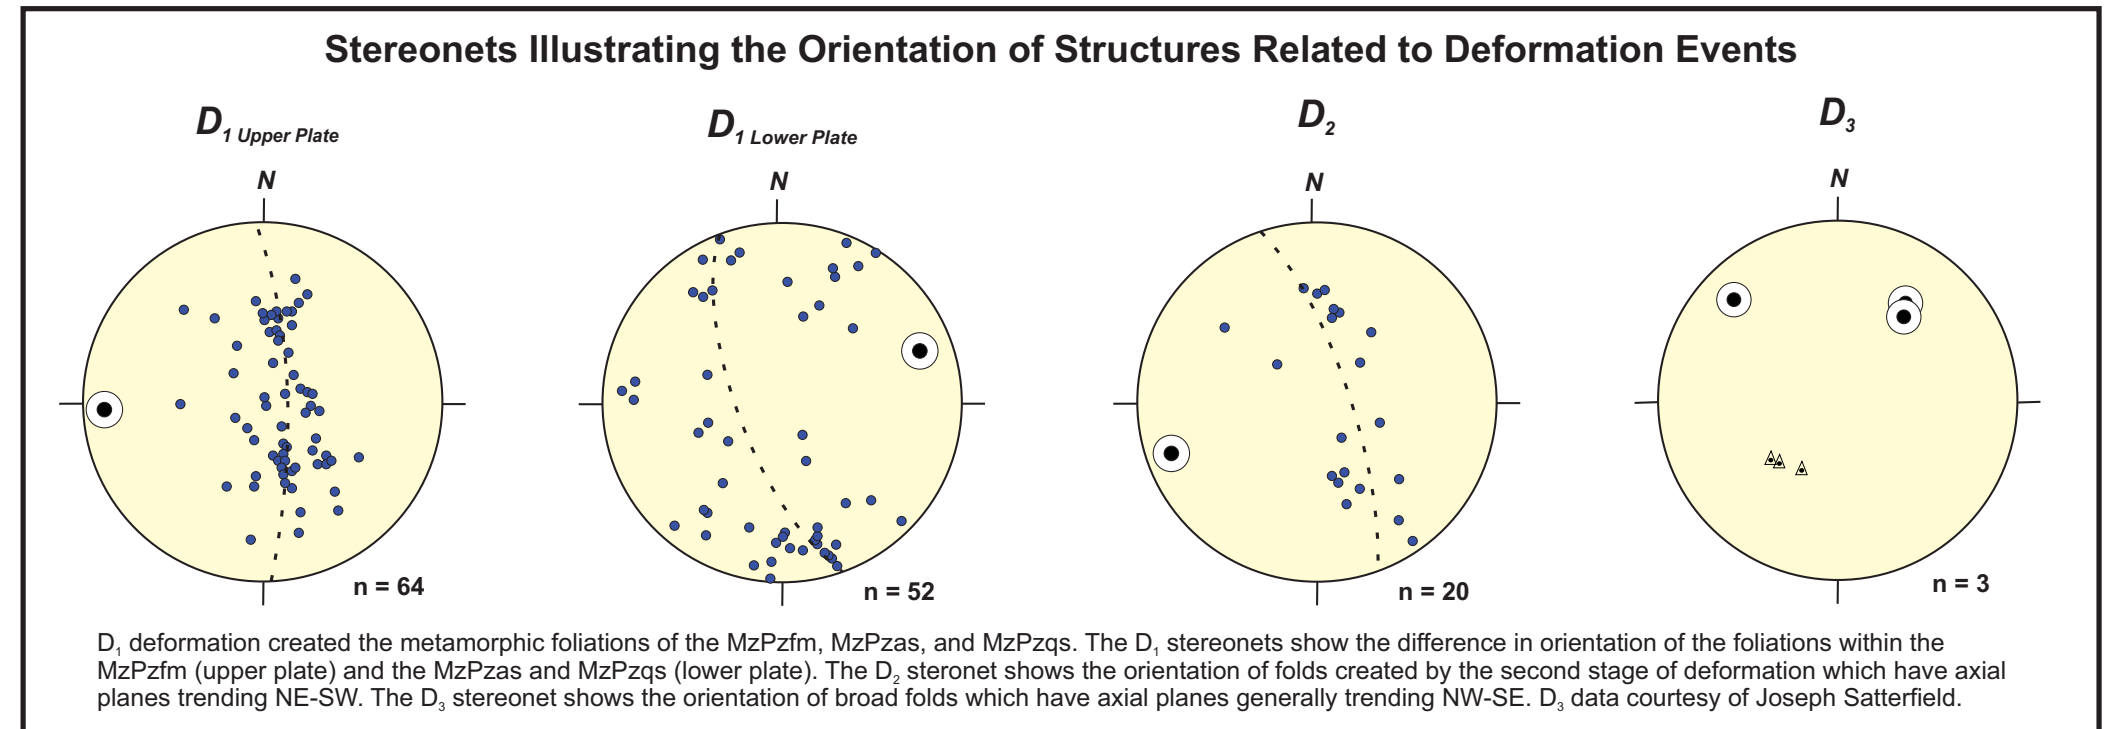 Stereonets Illustrating the Orientation of Structures Related to Deformation Events
D1 Upper Plate
D1 Lower Plate
D2
D3
N
N
N
N
n = 64
n = 52
n = 20
n = 3
D1 deformation created the metamorphic foliations of the MzPzfm, MzPzas, and MzPzqs. The D1 stereonets show the difference in orientation of the foliations within the
MzPzfm (upper plate) and the MzPzas and MzPzqs (lower plate). The D2 steronet shows the orientation of folds created by the second stage of deformation which have axial
planes trending NE-SW. The D3 stereonet shows the orientation of broad folds which have axial planes generally trending NW-SE. D3 data courtesy of Joseph Satterfield.